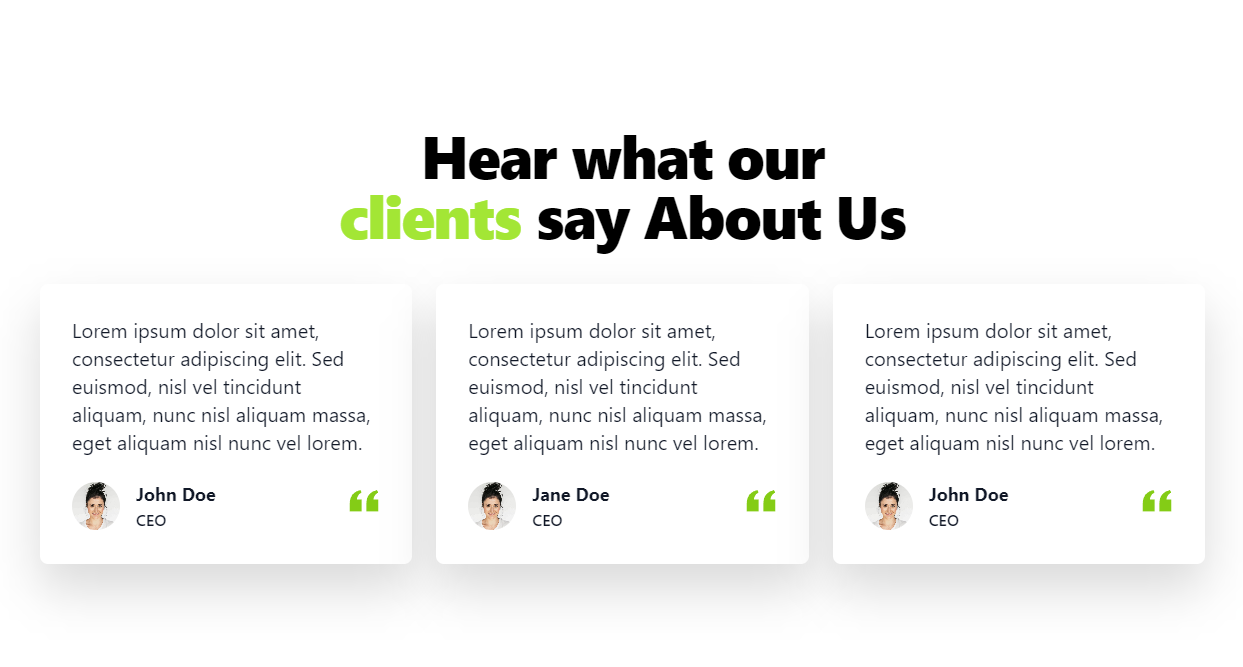 Hear what our
clients say About Us
Lorem ipsum dolor sit amet,
consectetur adipiscing elit. Sed
euismod, nisl vel tincidunt
aliquam, nunc nisl aliquam massa,
eget aliquam nisl nunc vel lorem.
John Doe
CEO
Lorem ipsum dolor sit amet,
consectetur adipiscing elit. Sed
euismod, nisl vel tincidunt
aliquam, nunc nisl aliquam massa,
eget aliquam nisl nunc vel lorem.
Jane Doe
CEO
Lorem ipsum dolor sit amet,
consectetur adipiscing elit. Sed
euismod, nisl vel tincidunt
aliquam, nunc nisl aliquam massa,
eget aliquam nisl nunc vel lorem.
John Doe
CEO